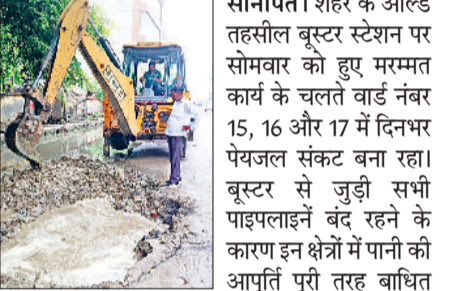 सोनीपत। शहर के ओल्ड
तहसील बूस्टर स्टेशन पर
सोमवार को हुए मरम्मत
कार्य के चलते वार्ड नंबर
15, 16 और 17 में दिनभर
पेयजल संकट बना रहा।
बूस्टर से जुड़ी सभी
पाइपलाइनें बंद रहने के
कारण इन क्षेत्रों में पानी की
आपूर्ति पूरी तरह बाधित